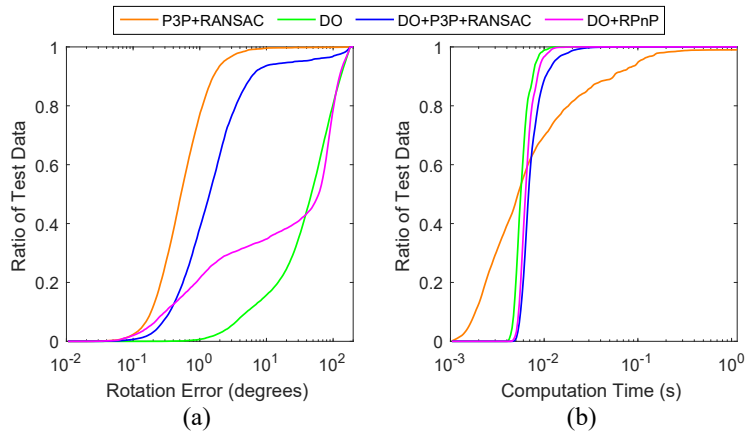 P3P+RANSAC DO DO+P3P+RANSAC DO+RPnP
Ratio of Test Data
1
0.8
0.6
0.4
0.2
0
10^-2 10^-1 10^0 10^1 10^2
Rotation Error (degrees)
(a)
Ratio of Test Data
1
0.8
0.6
0.4
0.2
0
10^-3 10^-2 10^-1 10^0
Computation Time (s)
(b)